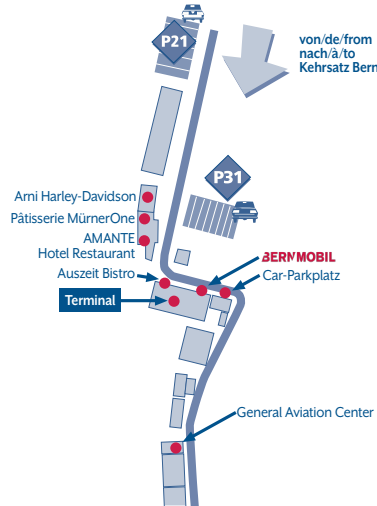 P21
von/de/from
nach/à/to
Kehrsatz Bern
P31
Arni Harley-Davidson
Pâtisserie MürnerOne
AMANTE
Hotel Restaurant
Auszeit Bistro
BERNMOBIL
Car-Parkplatz
Terminal
General Aviation Center